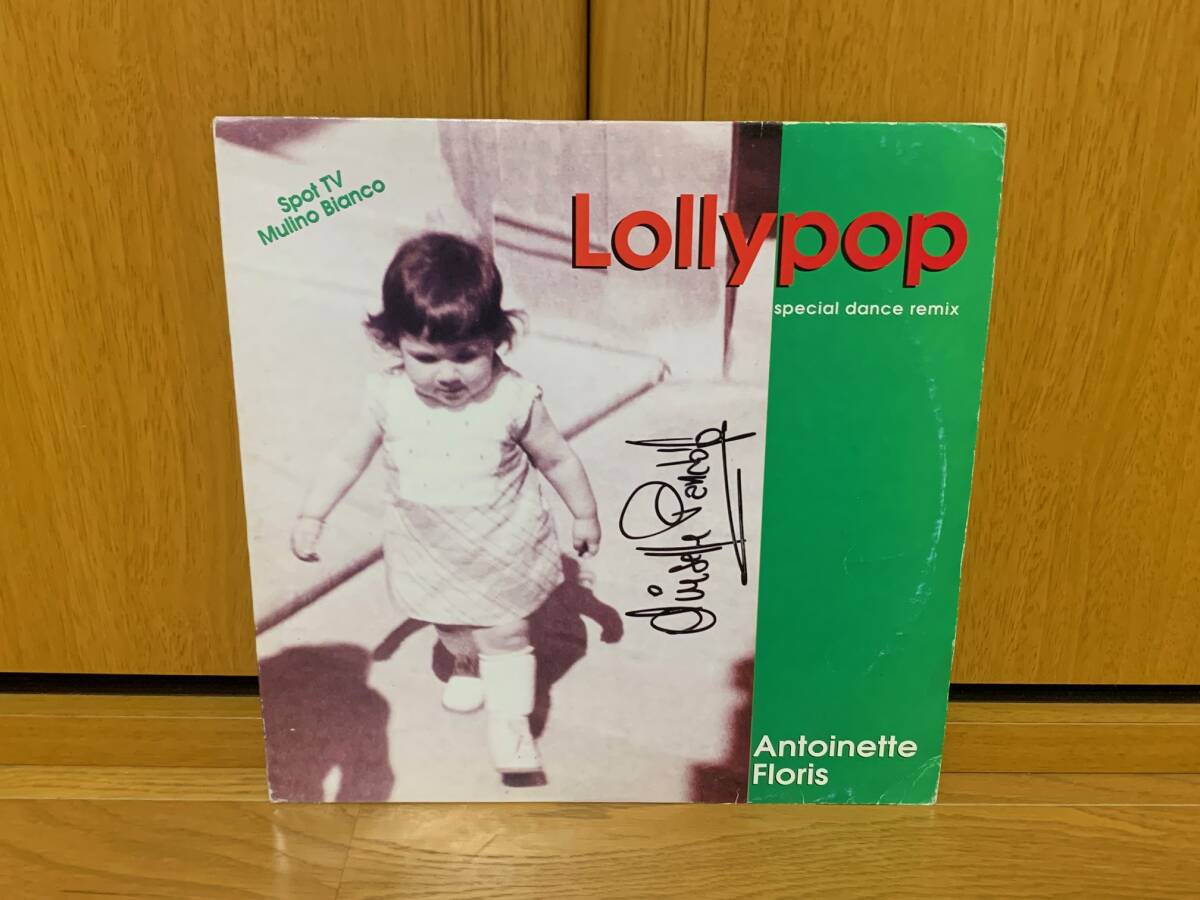 Spot TV
Mulino Bianco
Lollypop
special dance remix
Antoinette
Floris